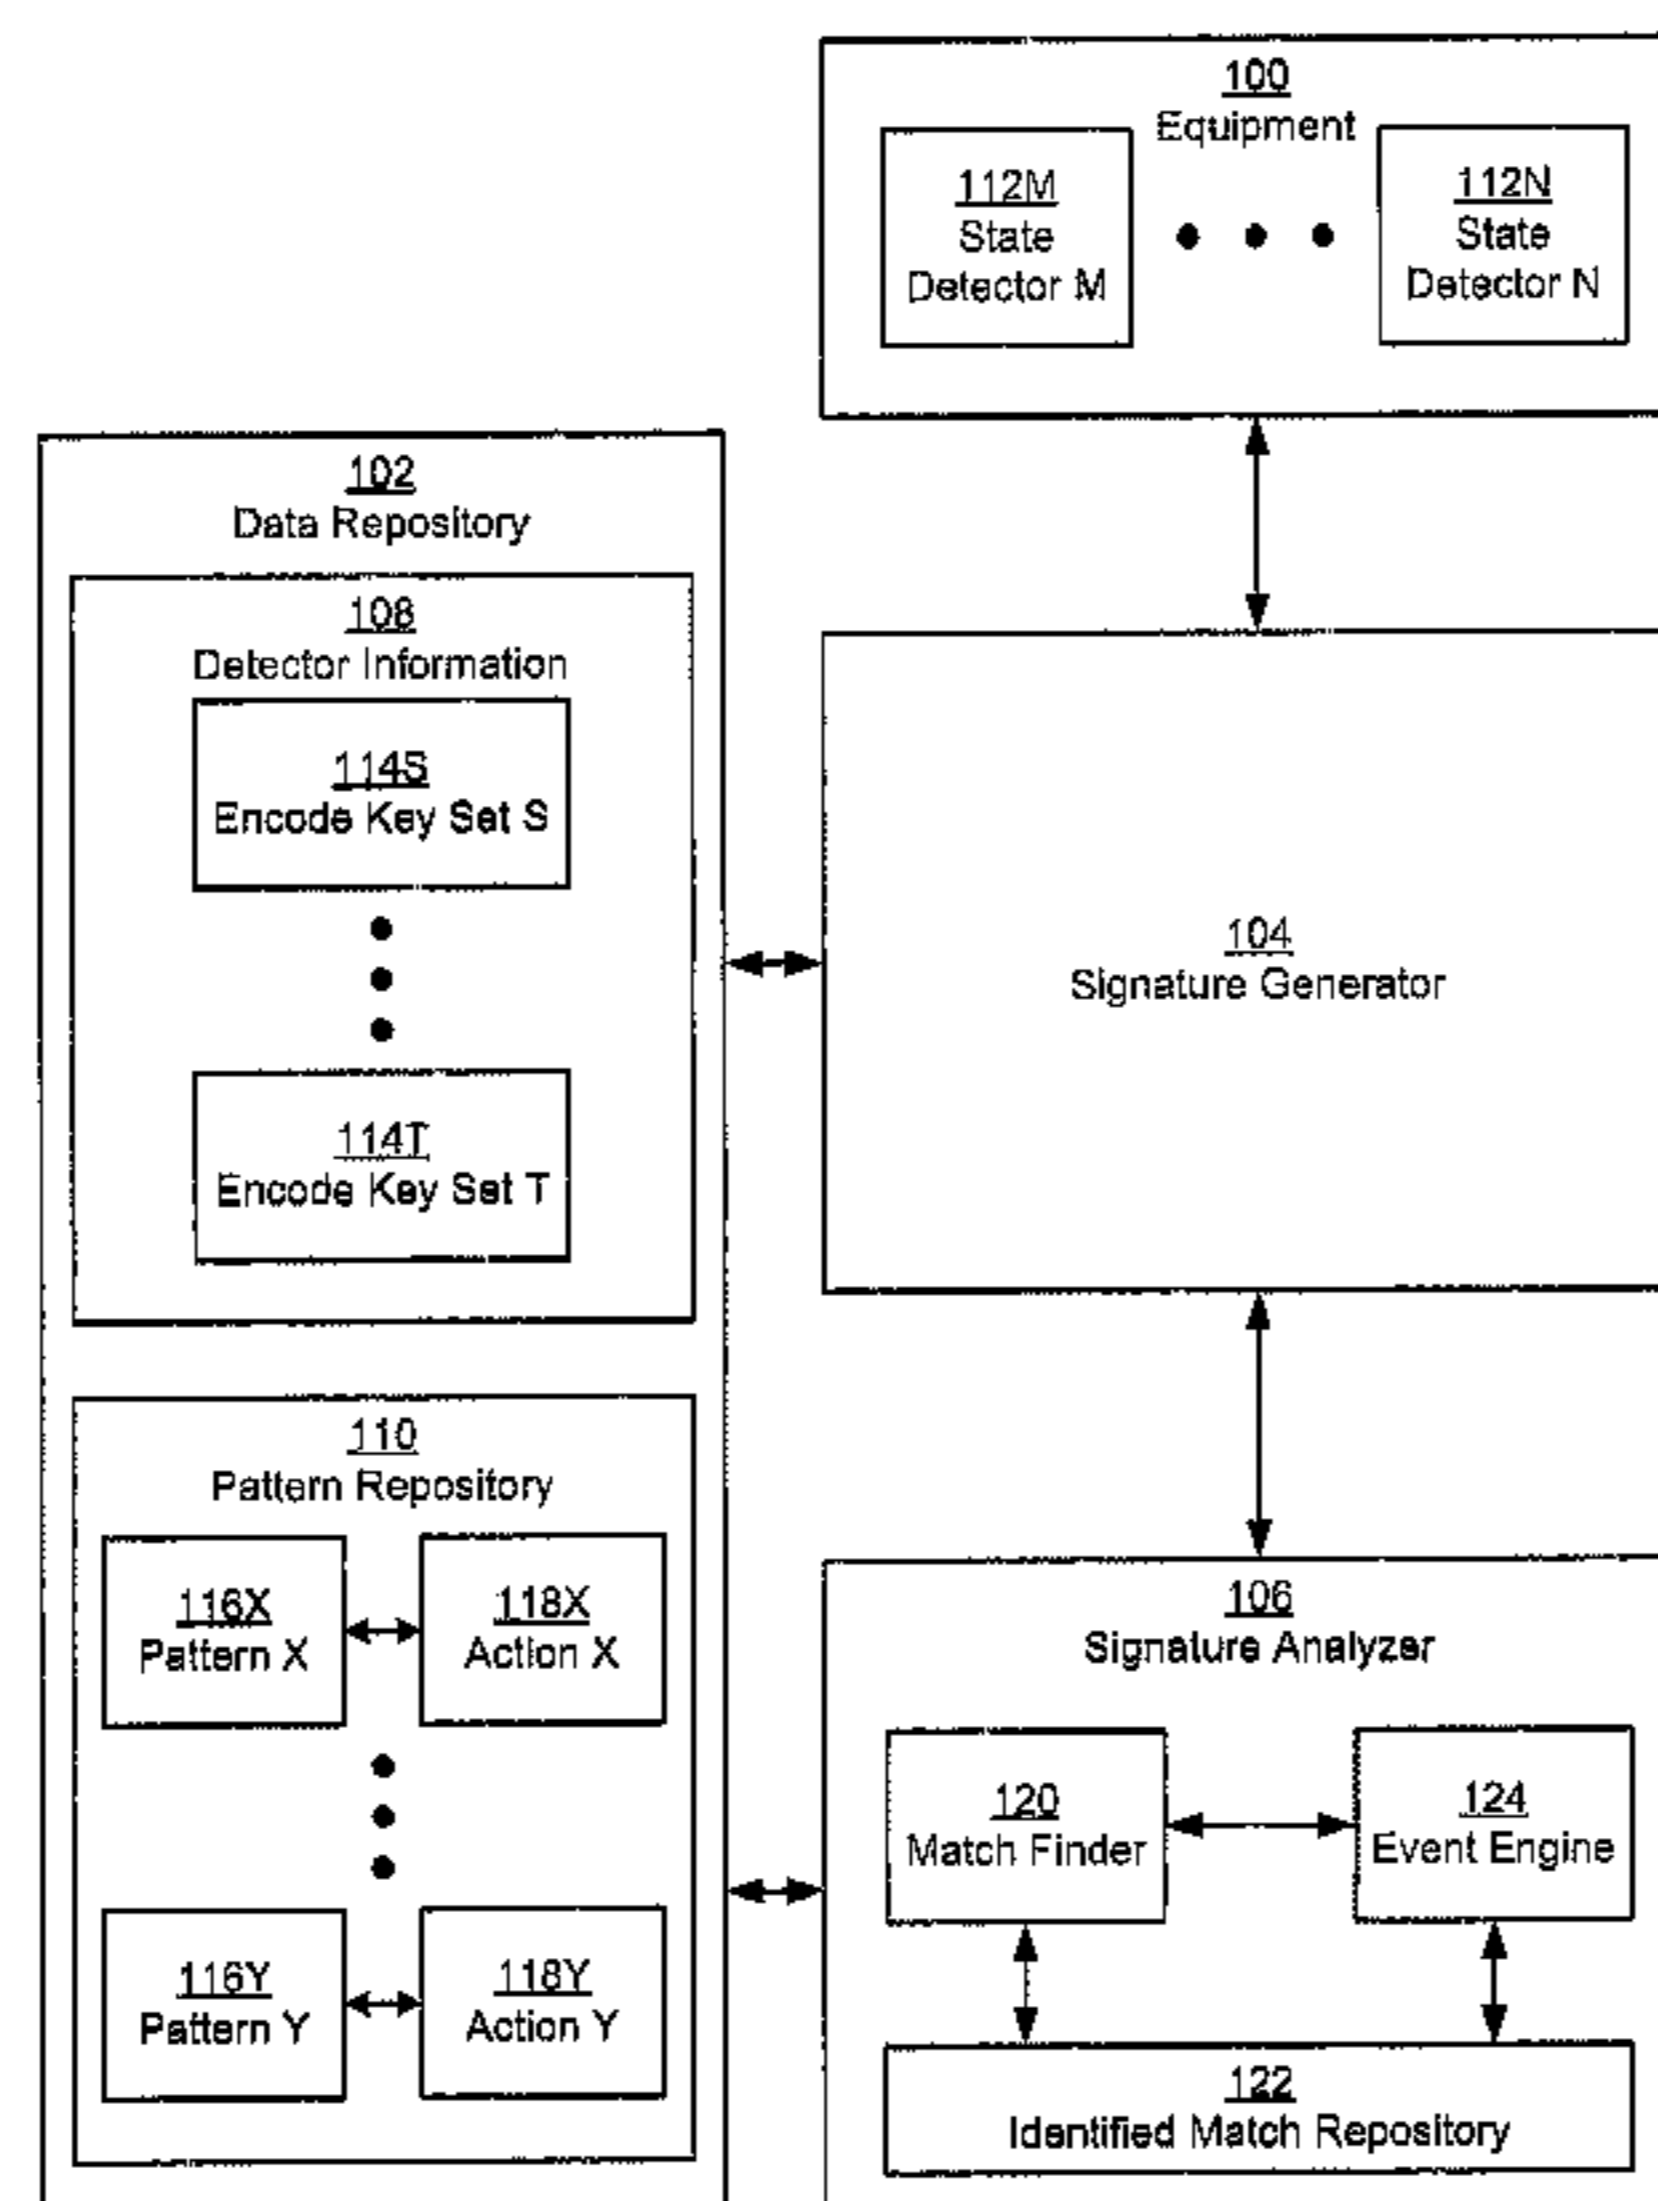 100
Equipment
112M
State
Detector M
112N
State
Detector N
102
Data Repository
108
Detector Information
114S
Encode Key Set S
114T
Encode Key Set T
104
Signature Generator
110
Pattern Repository
116X
Pattern X
118X
Action X
116Y
Pattern Y
118Y
Action Y
106
Signature Analyzer
120
Match Finder
124
Event Engine
122
Identified Match Repository